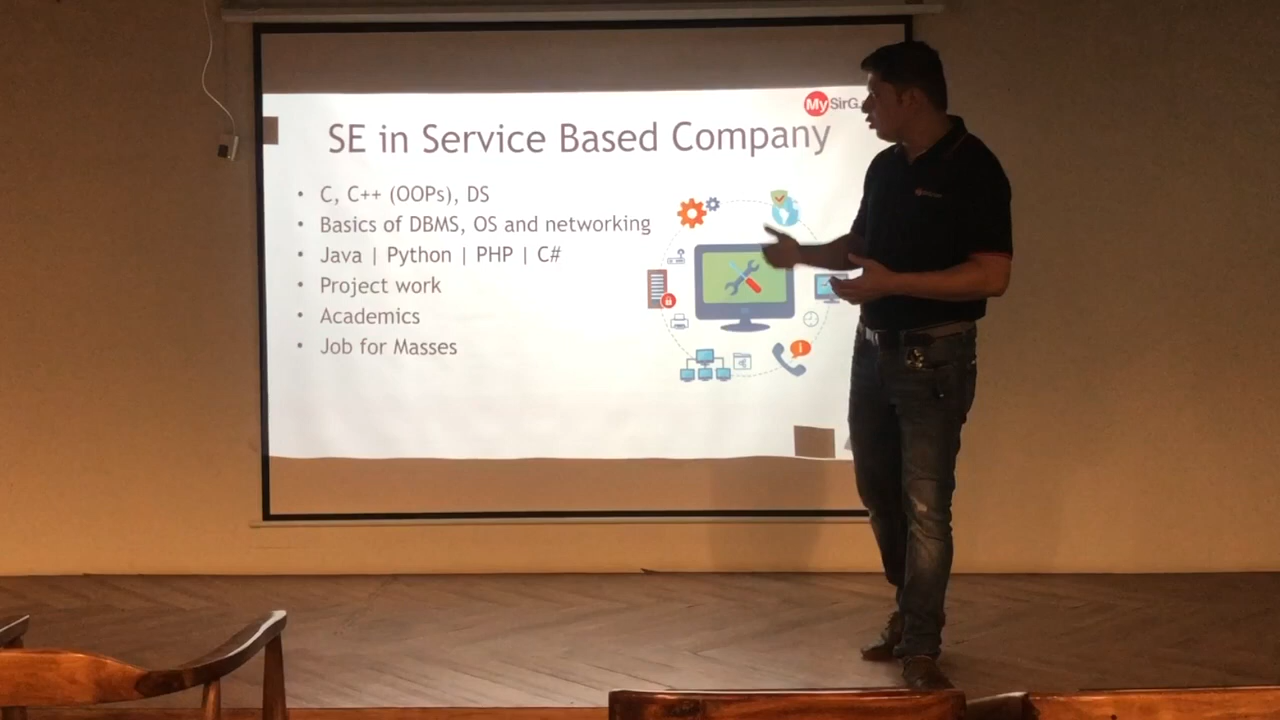 MySirG.
SE in Service Based Company
• C, C++ (OOPs), DS
• Basics of DBMS, OS and networking
• Java | Python | PHP | C#
• Project work
• Academics
• Job for Masses